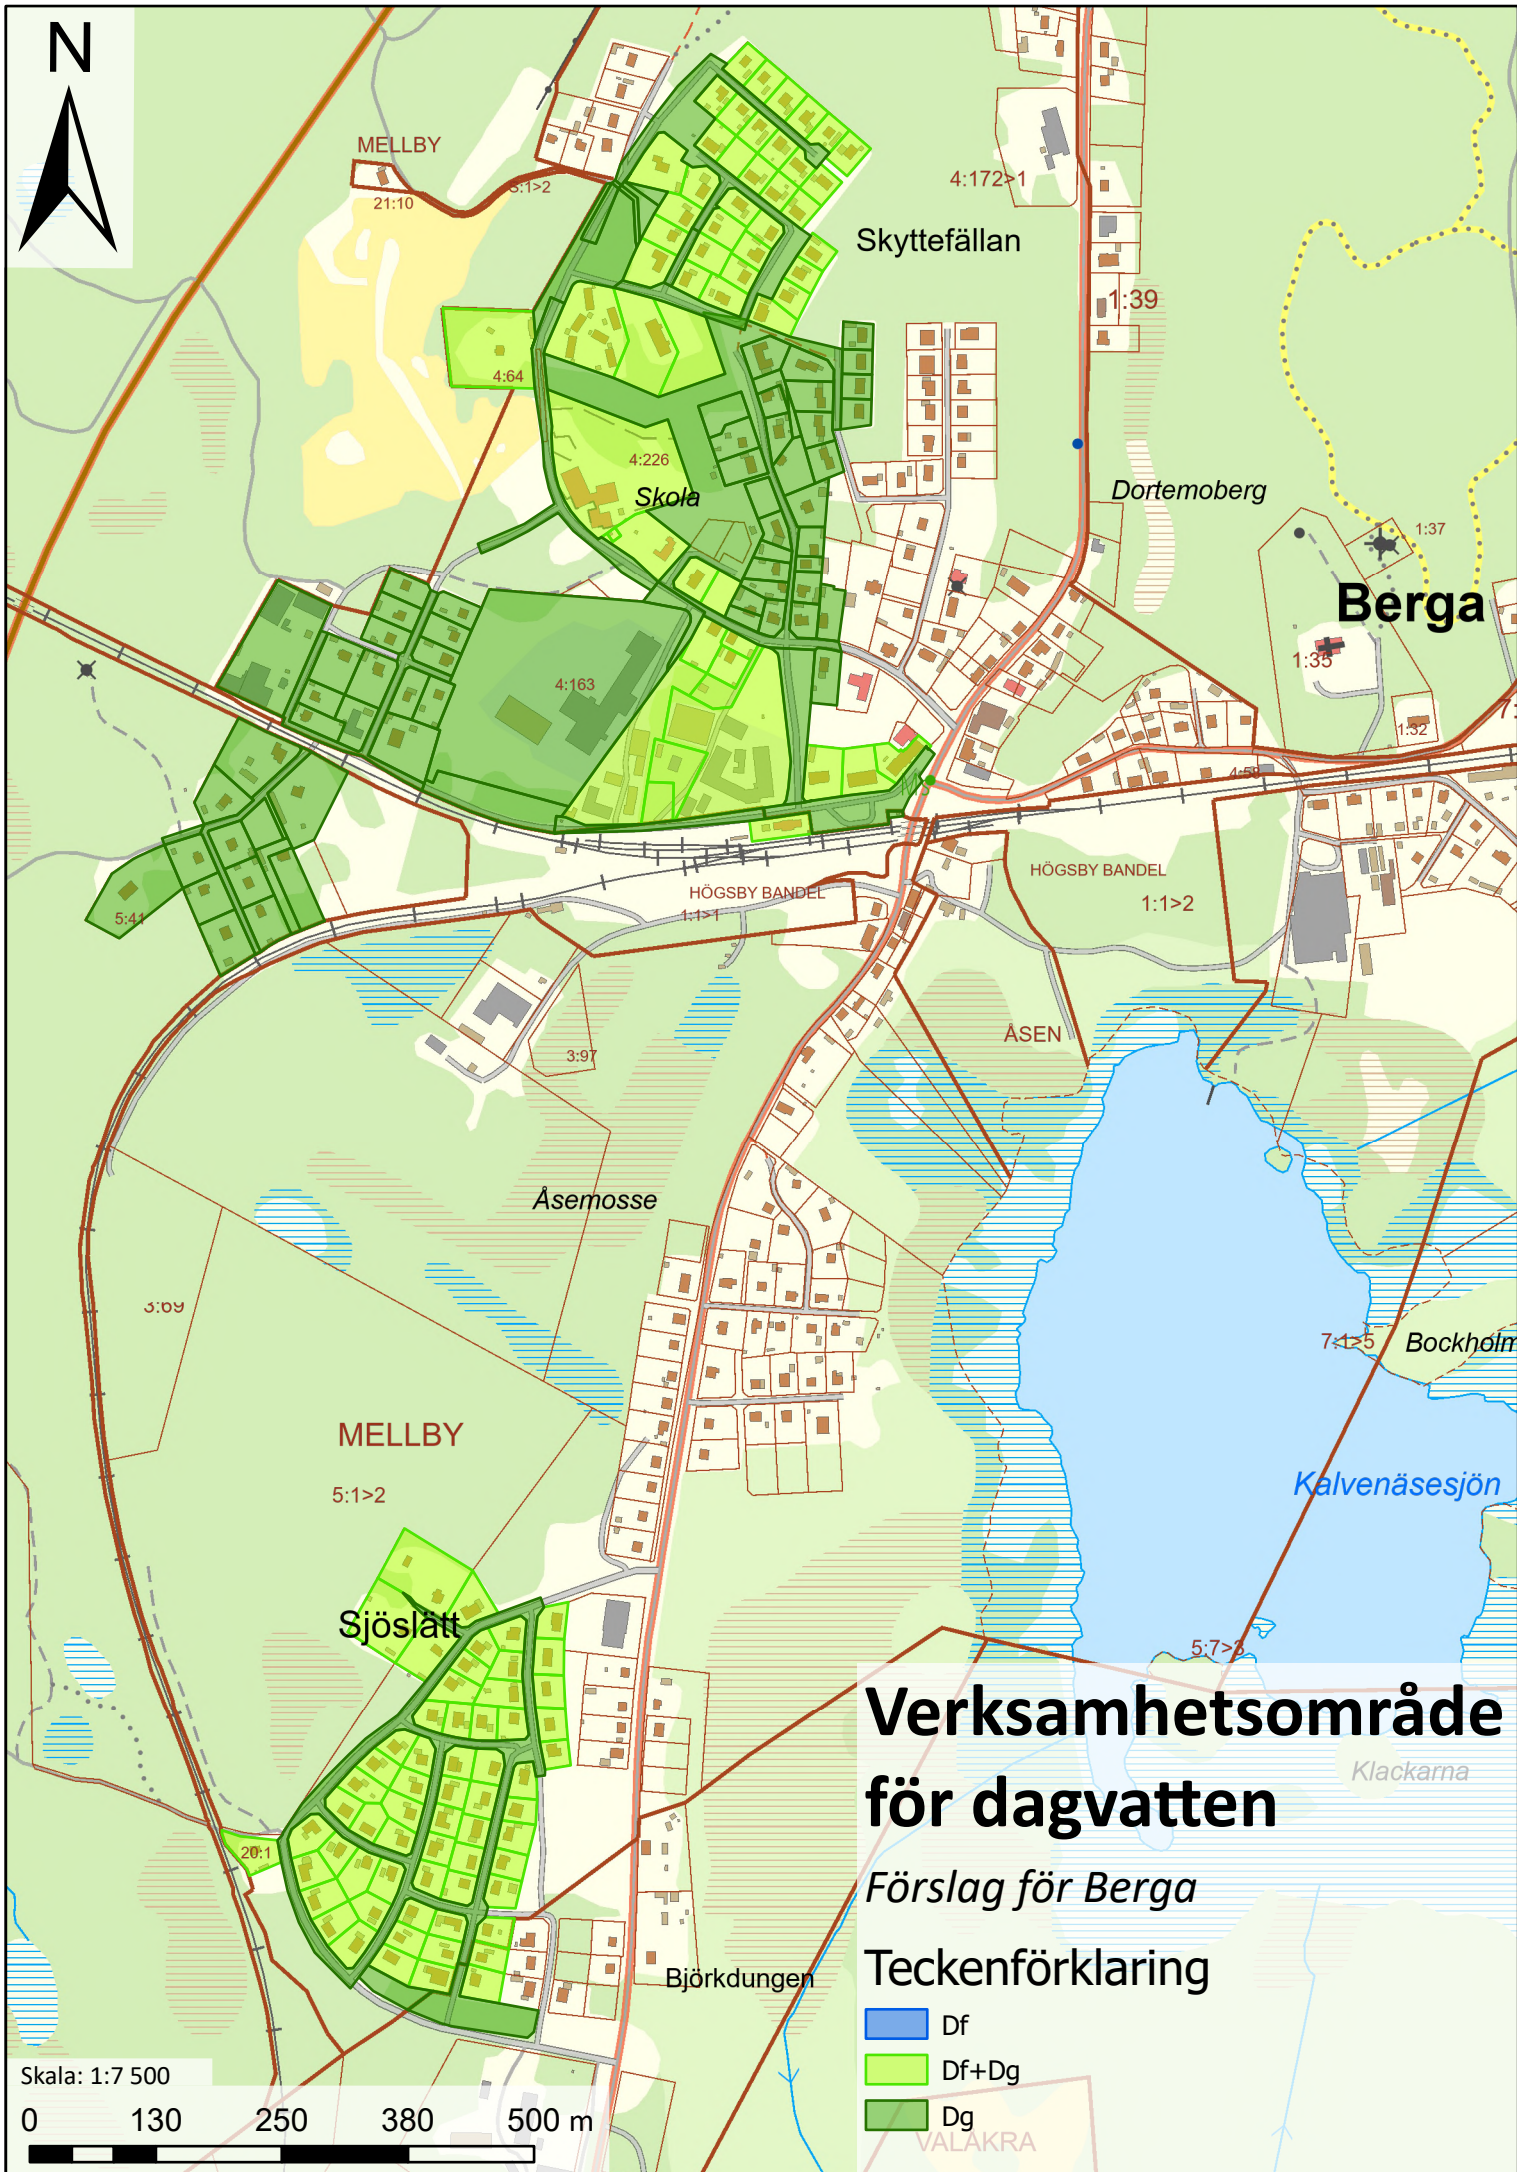 N
MELLBY
21:10
S:1>2
4:172>1
Skyttefällan
1:39
4:64
4:226
Skola
Dortemoberg
1:37
Berga
1:35
4:163
1:32
4:58
5:41
HÖGSBY BANDEL
1:1>1
HÖGSBY BANDEL
1:1>2
ÅSEN
3:97
Åsemosse
3:69
7:1>5
Bockholm
MELLBY
5:1>2
Kalvenäsesjön
Sjöslätt
5:7>3
20:1
Klackarna
Björkdungen
Verksamhetsområde
för dagvatten
Förslag för Berga
Teckenförklaring
Df
Df+Dg
Dg
VALÅKRA
Skala: 1:7 500
0 130 250 380 500 m